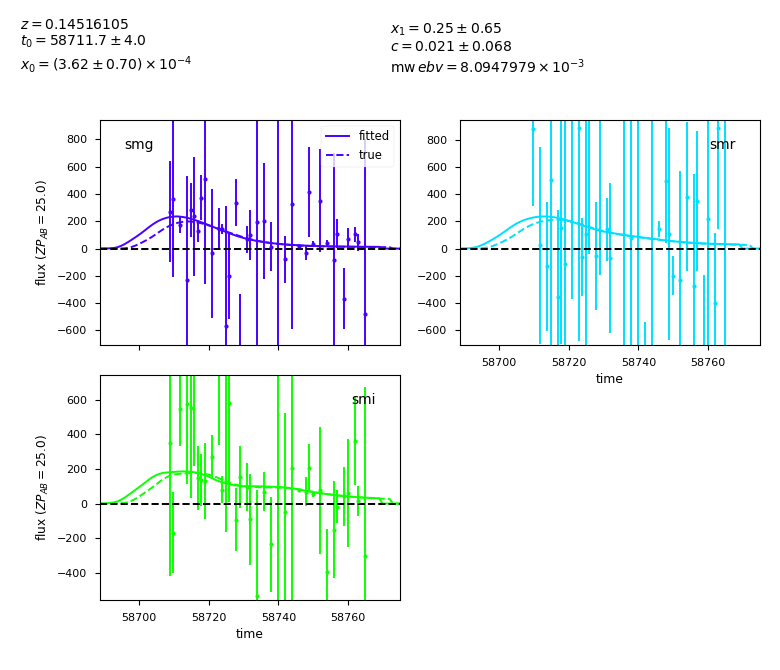 z = 0.14516105
t₀ = 58711.7 ± 4.0
x₀ = (3.62 ± 0.70) × 10⁻⁴
x₁ = 0.25 ± 0.65
c = 0.021 ± 0.068
mw ebv = 8.0947979 × 10⁻³
smg
fitted
true
800
600
400
200
0
−200
−400
−600
flux (ZP_AB = 25.0)
smr
800
600
400
200
0
−200
−400
−600
58700 58720 58740 58760
time
smi
600
400
200
0
−200
−400
flux (ZP_AB = 25.0)
58700 58720 58740 58760
time